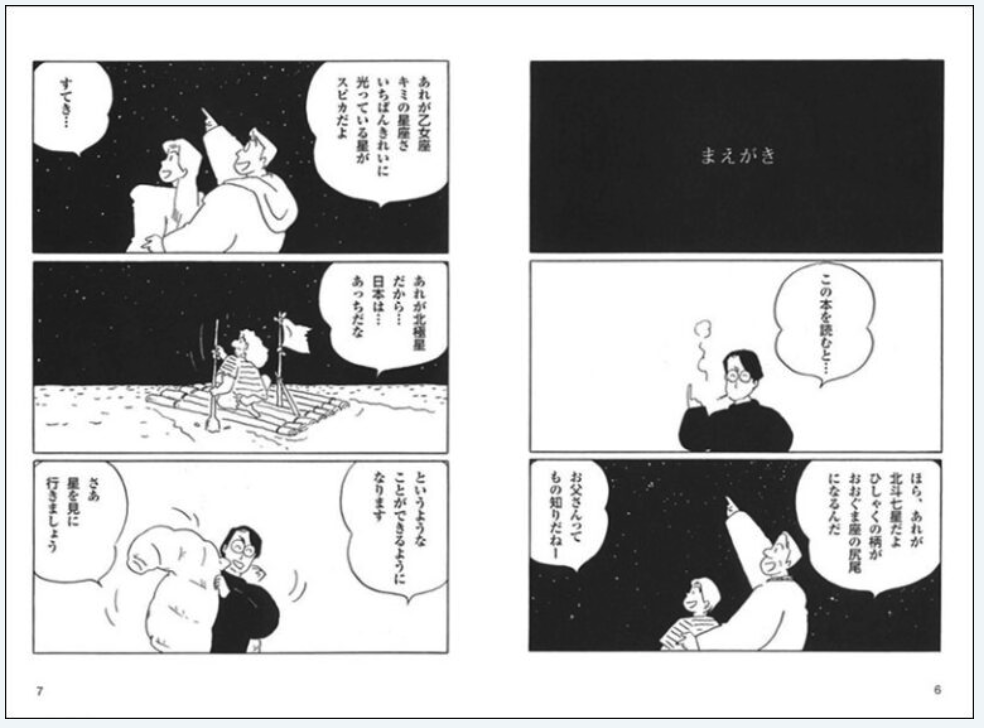 まえがき
この本を読むと…
ほら、あれが
北斗七星だよ
ひしゃくの柄が
おおぐま座の尻尾
になるんだ
お父さんって
もの知りだねー
6
あれが乙女座
キミの星座さ
いちばんきれいに
光っている星が
スピカだよ
すてき…
あれが北極星
だから…
日本は…
あっちだな
というような
ことができるように
なります
さあ
星を見に
行きましょう
7